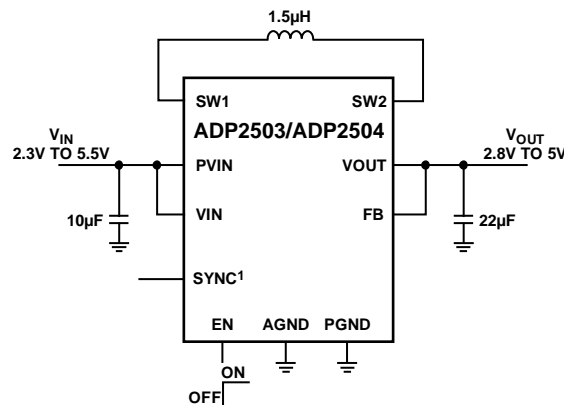 1.5µH
SW1
SW2
ADP2503/ADP2504
VIN
2.3V TO 5.5V
VOUT
2.8V TO 5V
PVIN
VOUT
10µF
VIN
FB
22µF
SYNC1
EN
AGND
PGND
ON
OFF